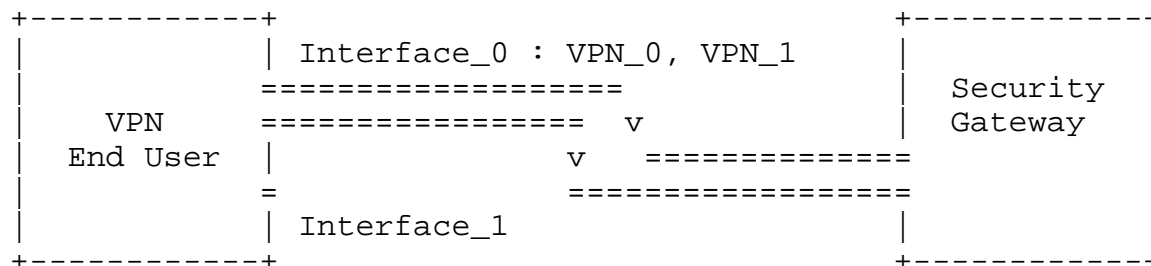 +------------+                                +-------------
|            | Interface_0 : VPN_0, VPN_1     |
|            ===================              |  Security
|    VPN     =================  v             |  Gateway
|  End User  |               v   ==============
|            =               ==================
|            | Interface_1                    |
+------------+                                +-------------